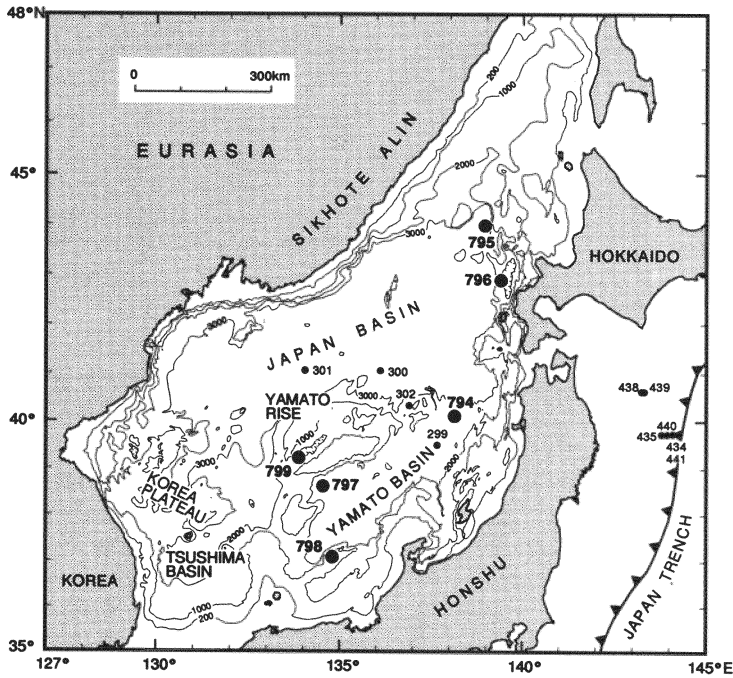 48°N
0 300km
EURASIA
SIKHOTE ALIN
200
1000
2000
45°
3000
795
HOKKAIDO
796
3000
JAPAN BASIN
301
300
438 439
302
3000
794
YAMATO
RISE
40°
440
435
434
441
299
1000
799
3000
2000
797
YAMATO BASIN
KOREA
PLATEAU
2000
798
TSUSHIMA
BASIN
KOREA
HONSHU
JAPAN TRENCH
1000
200
35°
127° 130° 135° 140° 145°E